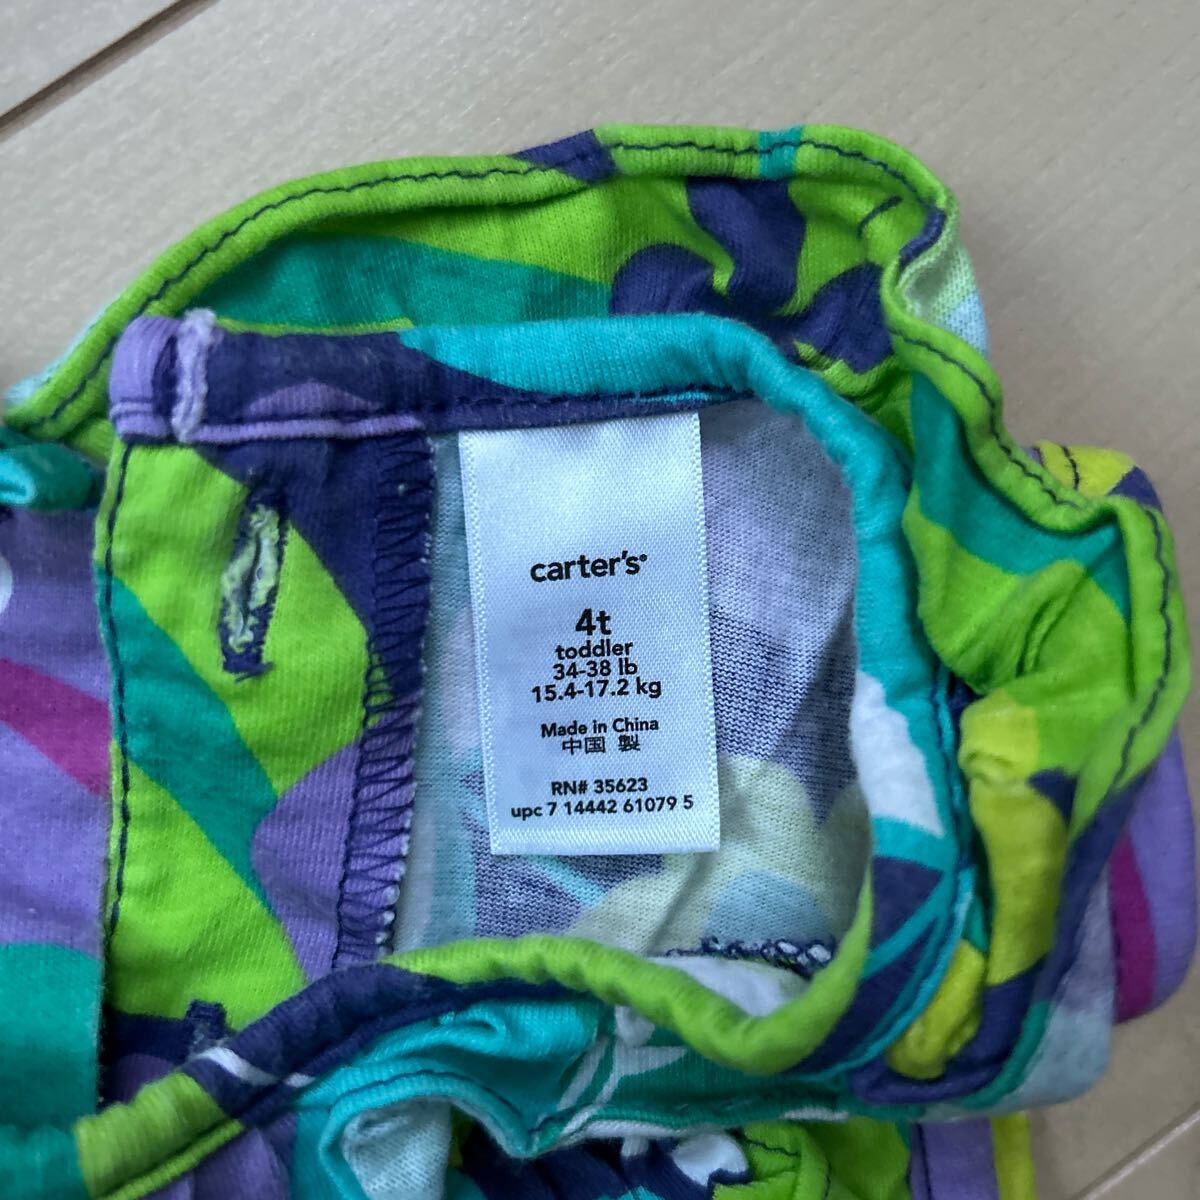 carter's
4t
toddler
34-38 lb
15.4-17.2 kg
Made in China
中国 製
RN# 35623
upc 7 14442 61079 5